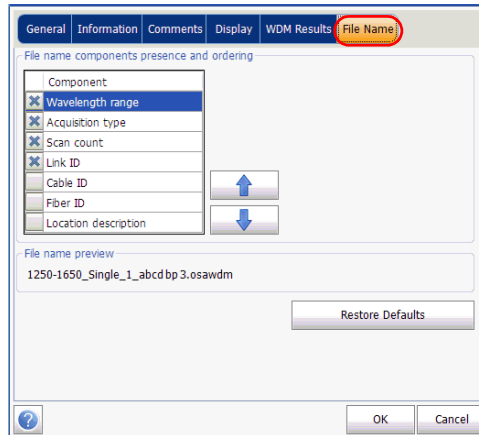 General Information Comments Display WDM Results File Name
File name components presence and ordering
Component
Wavelength range
Acquisition type
Scan count
Link ID
Cable ID
Fiber ID
Location description
File name preview
1250-1650_Single_1_abcd bp 3.osawdm
Restore Defaults
? OK Cancel